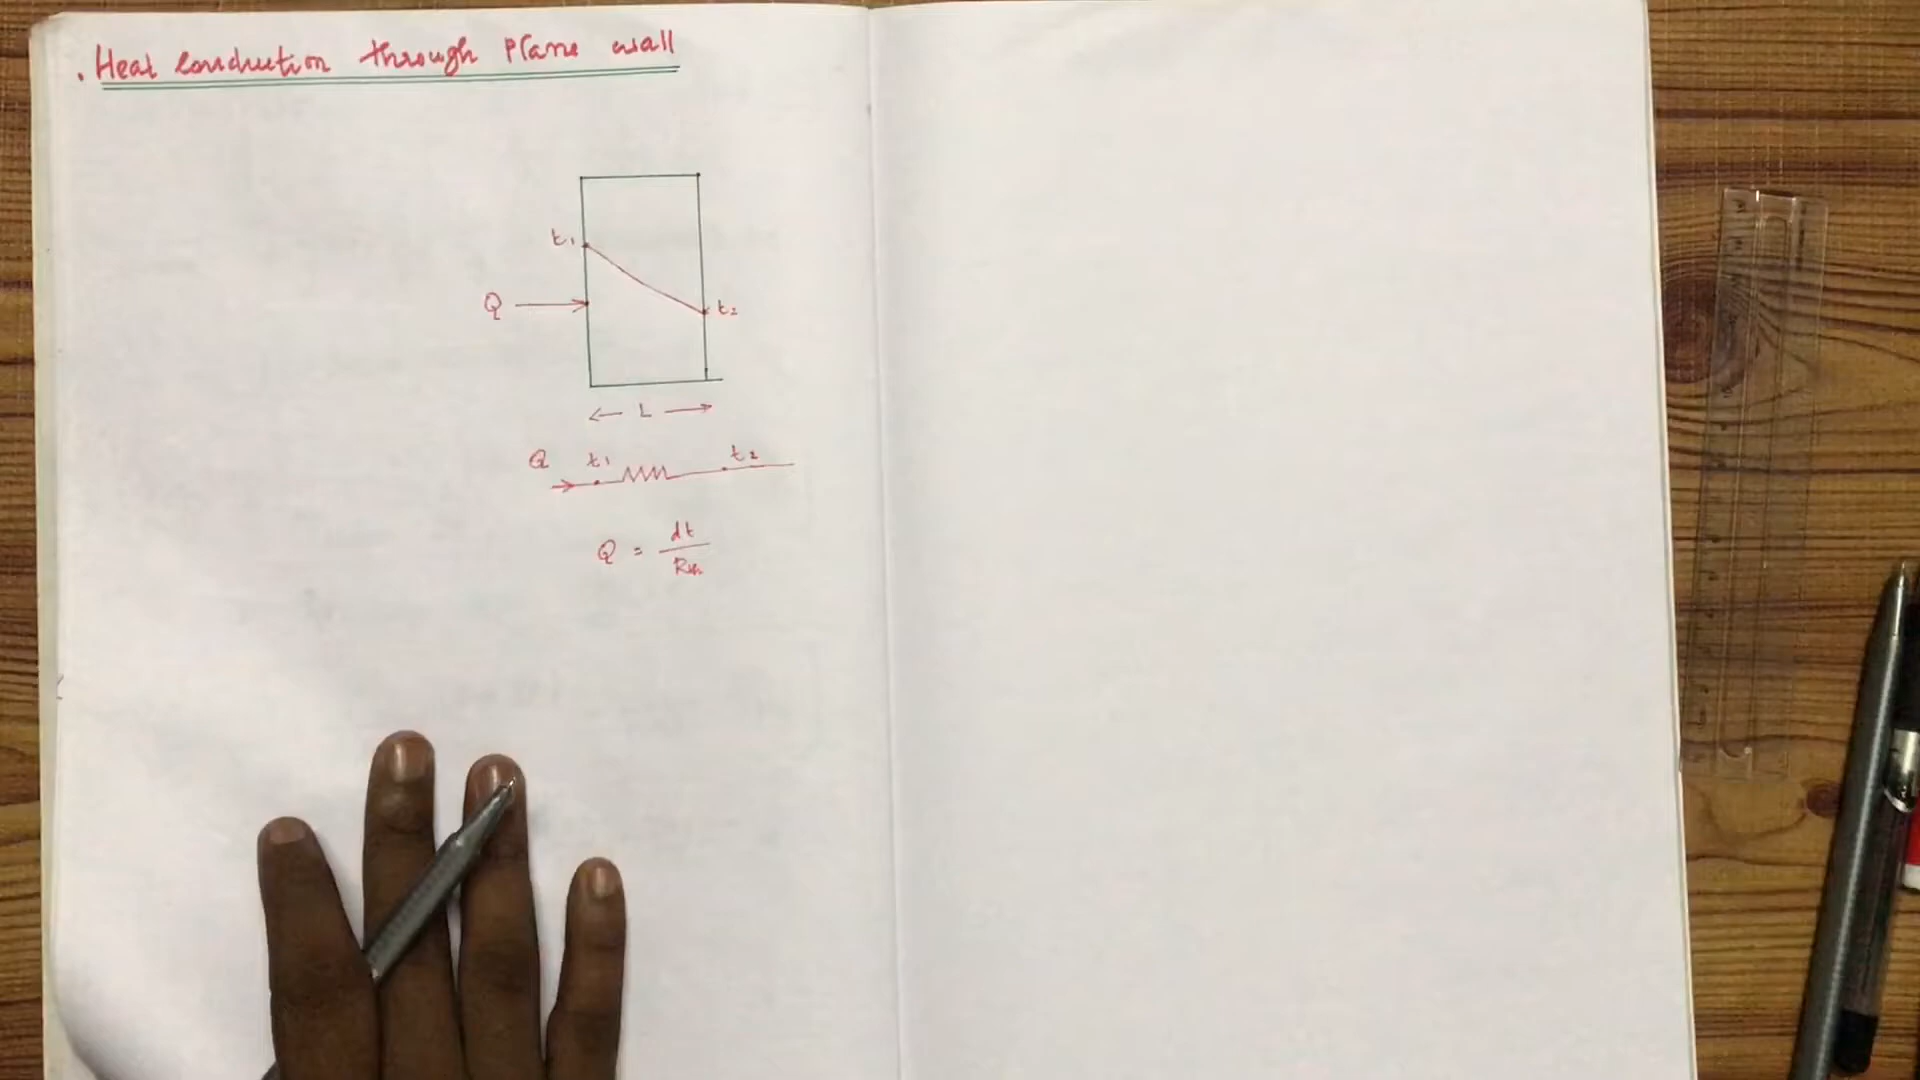 . Heat conduction through Plane wall
t₁
Q
t₂
L
Q t₁ t₂
Q = dt / Rth